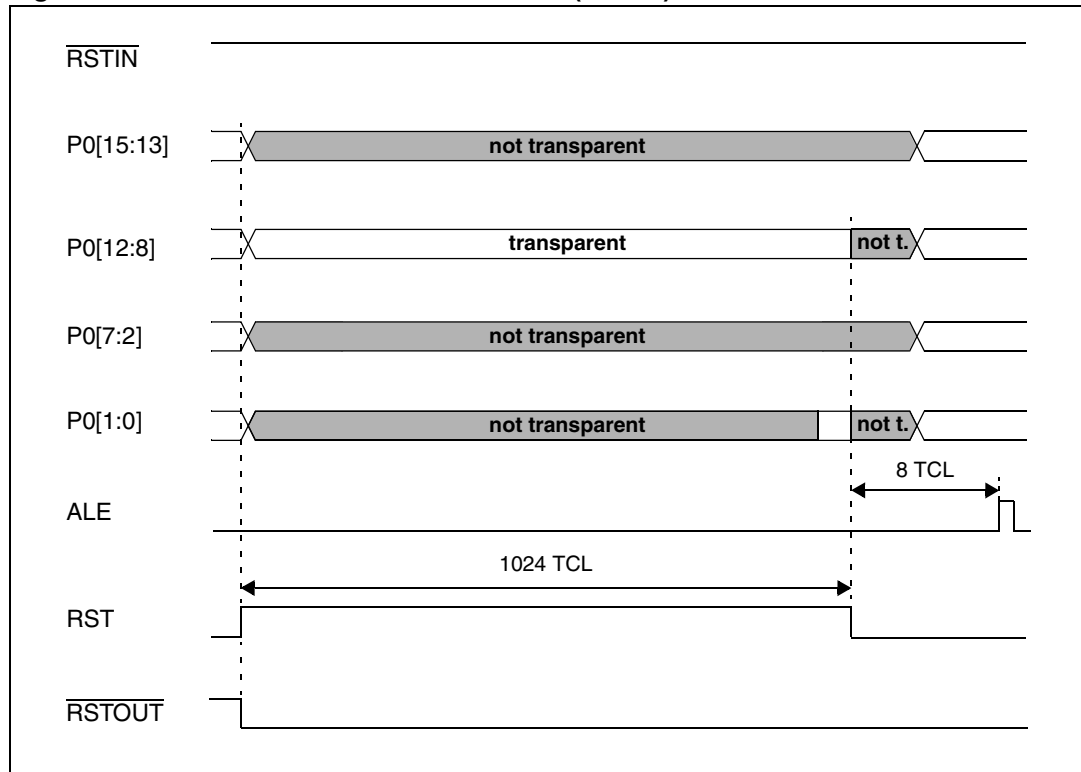 RSTIN
P0[15:13]
not transparent
P0[12:8]
transparent
not t.
P0[7:2]
not transparent
P0[1:0]
not transparent
not t.
8 TCL
ALE
1024 TCL
RST
RSTOUT